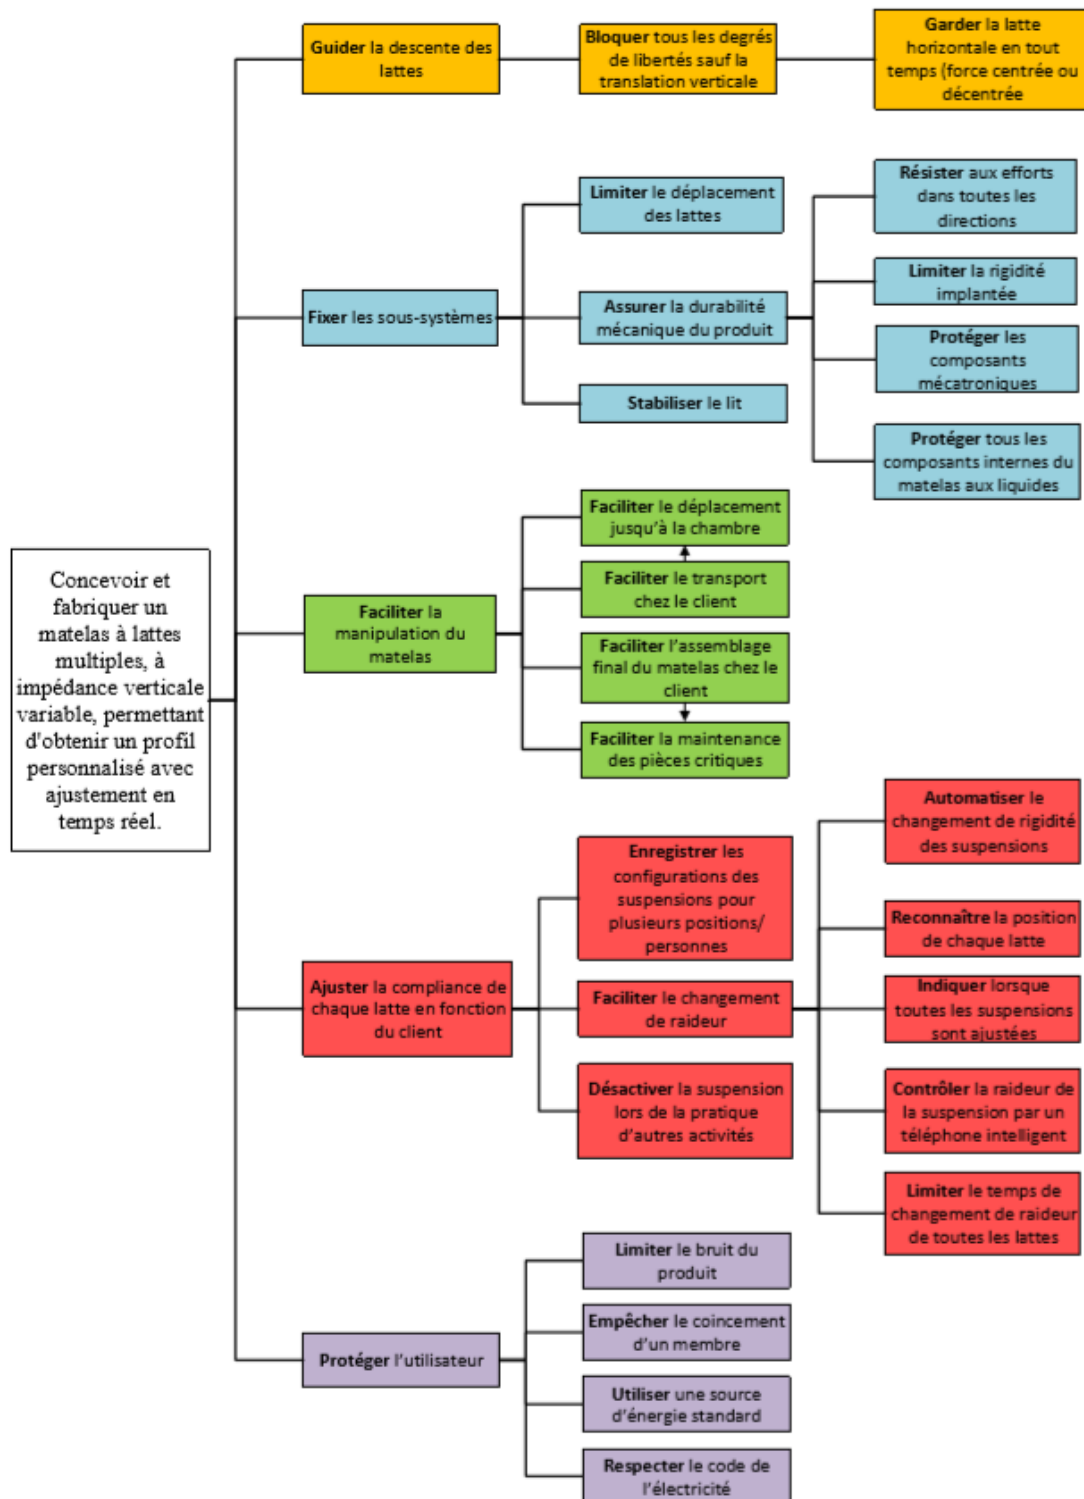 Concevoir et
fabriquer un
matelas à lattes
multiples, à
impédance verticale
variable, permettant
d'obtenir un profil
personnalisé avec
ajustement en
temps réel.
Guider la descente des
lattes
Bloquer tous les degrés
de libertés sauf la
translation verticale
Garder la latte
horizontale en tout
temps (force centrée ou
décentrée
Fixer les sous-systèmes
Limiter le déplacement
des lattes
Assurer la durabilité
mécanique du produit
Résister aux efforts
dans toutes les
directions
Limiter la rigidité
implantée
Protéger les
composants
mécatroniques
Protéger tous les
composants internes du
matelas aux liquides
Stabiliser le lit
Faciliter la
manipulation du
matelas
Faciliter le déplacement
jusqu'à la chambre
Faciliter le transport
chez le client
Faciliter l'assemblage
final du matelas chez le
client
Faciliter la maintenance
des pièces critiques
Ajuster la compliance de
chaque latte en fonction
du client
Enregistrer les
configurations des
suspensions pour
plusieurs positions/
personnes
Faciliter le changement
de raideur
Automatiser le
changement de rigidité
des suspensions
Reconnaître la position
de chaque latte
Indiquer lorsque
toutes les suspensions
sont ajustées
Contrôler la raideur de
la suspension par un
téléphone intelligent
Limiter le temps de
changement de raideur
de toutes les lattes
Désactiver la suspension
lors de la pratique
d'autres activités
Protéger l'utilisateur
Limiter le bruit du
produit
Empêcher le coincement
d'un membre
Utiliser une source
d'énergie standard
Respecter le code de
l'électricité